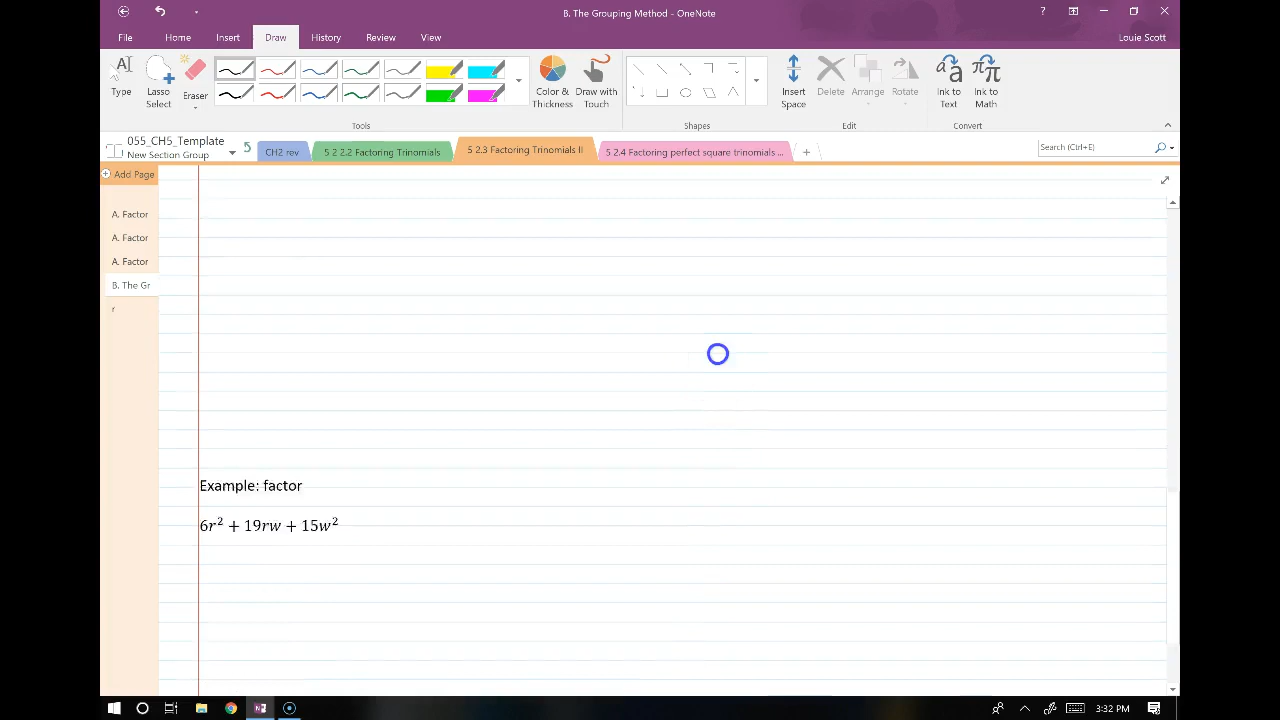 B. The Grouping Method - OneNote
?
File Home Insert Draw History Review View
Louie Scott
Type
Lasso Select
Eraser
Color & Thickness
Draw with Touch
Insert Space
Delete
Arrange
Rotate
Ink to Text
Ink to Math
Tools
Shapes
Edit
Convert
055_CH5_Template
New Section Group
CH2 rev
5 2 2.2 Factoring Trinomials
5 2.3 Factoring Trinomials II
5 2.4 Factoring perfect square trinomials ...
+
Search (Ctrl+E)
Add Page
A. Factor
A. Factor
A. Factor
B. The Gr
r
Example: factor
6r² + 19rw + 15w²
3:32 PM